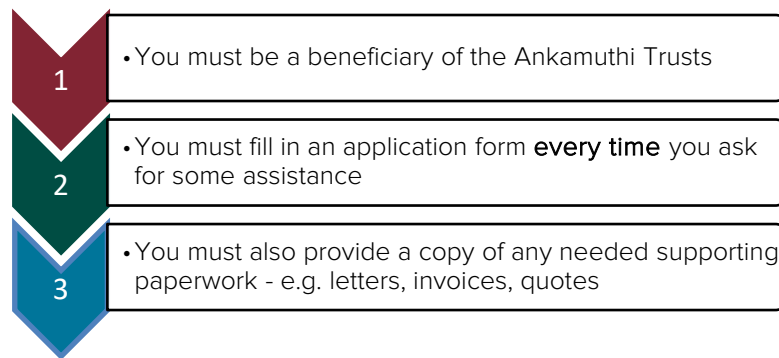 1
• You must be a beneficiary of the Ankamuthi Trusts
2
• You must fill in an application form every time you ask
for some assistance
3
• You must also provide a copy of any needed supporting
paperwork - e.g. letters, invoices, quotes